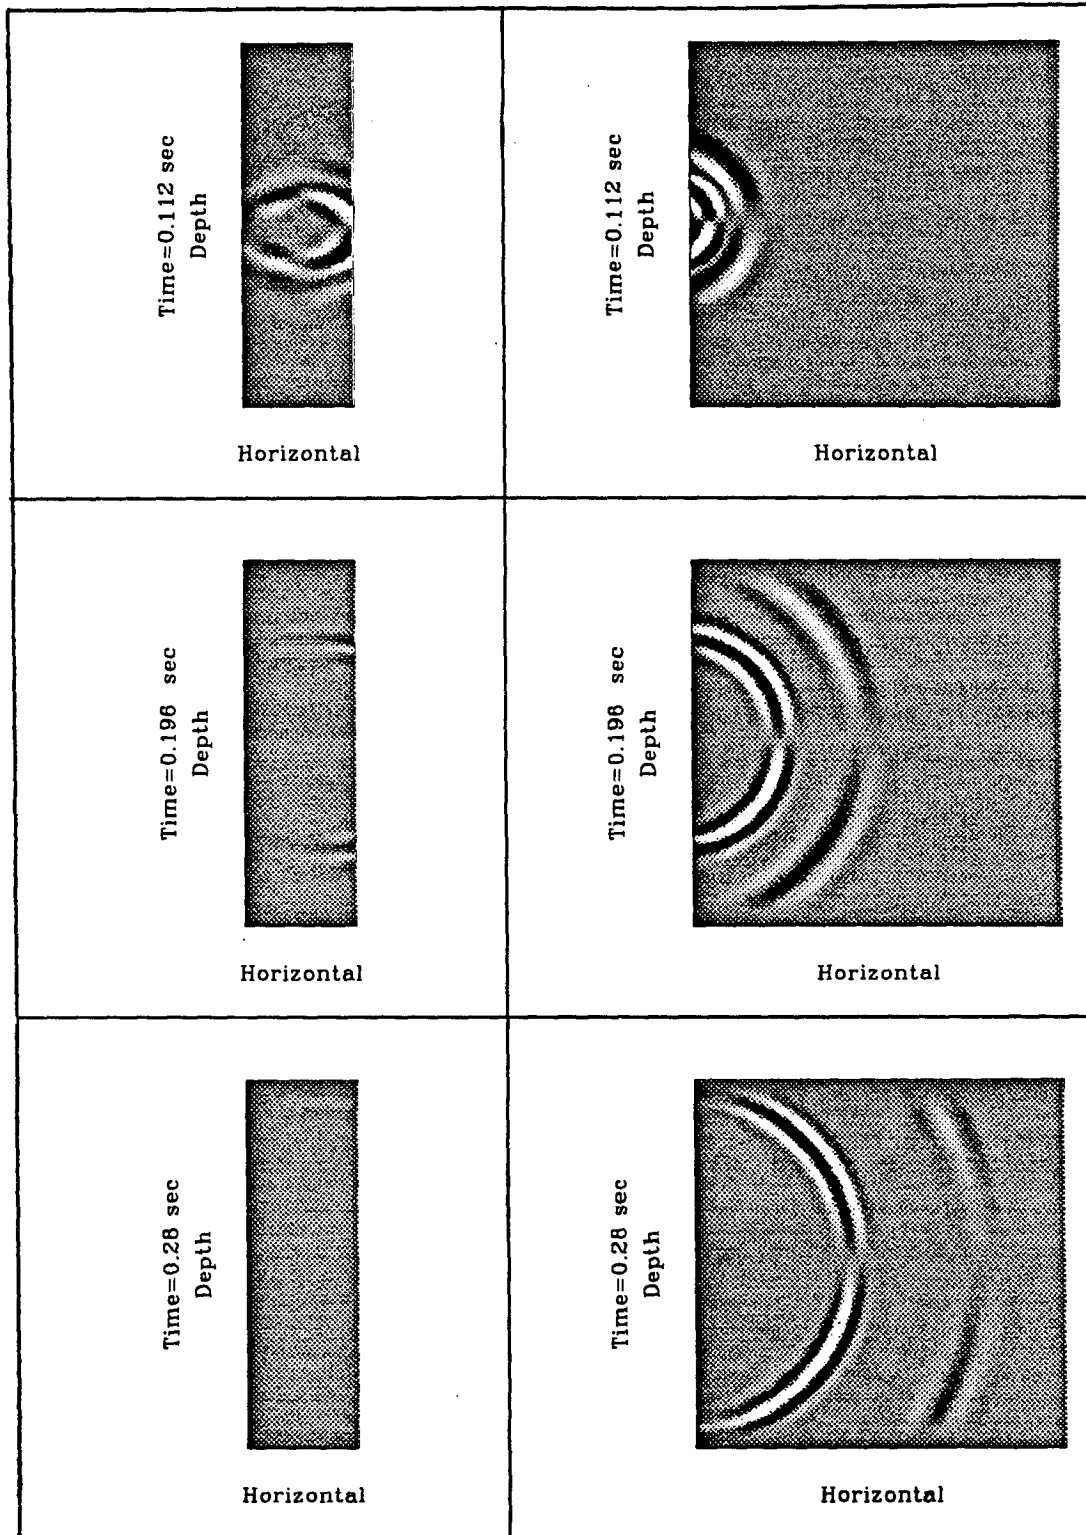 Time=0.112 sec
Depth
Horizontal
Time=0.112 sec
Depth
Horizontal
Time=0.196 sec
Depth
Horizontal
Time=0.196 sec
Depth
Horizontal
Time=0.28 sec
Depth
Horizontal
Time=0.28 sec
Depth
Horizontal